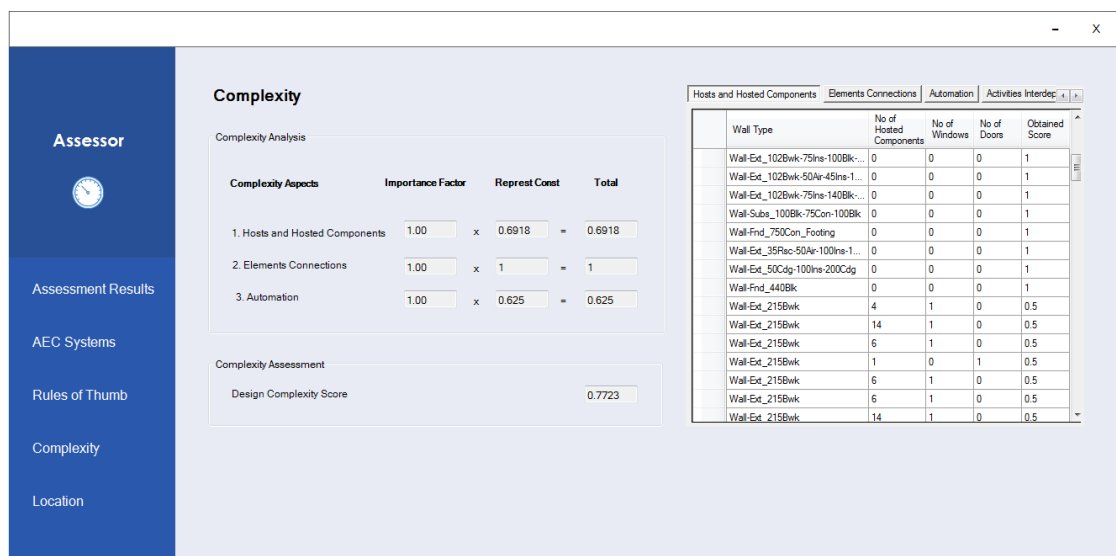 -
X
Assessor
Assessment Results
AEC Systems
Rules of Thumb
Complexity
Location
Complexity
Complexity Analysis
Complexity Aspects Importance Factor Represt Const Total
1. Hosts and Hosted Components 1.00 x 0.6918 = 0.6918
2. Elements Connections 1.00 x 1 = 1
3. Automation 1.00 x 0.625 = 0.625
Complexity Assessment
Design Complexity Score 0.7723
Hosts and Hosted Components Elements Connections Automation Activities Interdep
Wall Type No of Hosted Components No of Windows No of Doors Obtained Score
Wall-Ext_102Bwk-75Ins-100Blk-... 0 0 0 1
Wall-Ext_102Bwk-50Air-45Ins-1... 0 0 0 1
Wall-Ext_102Bwk-75Ins-140Blk-... 0 0 0 1
Wall-Subs_100Blk-75Con-100Blk 0 0 0 1
Wall-Fnd_750Con_Footing 0 0 0 1
Wall-Ext_35Rsc-50Air-100Ins-1... 0 0 0 1
Wall-Ext_50Cdg-100Ins-200Cdg 0 0 0 1
Wall-Fnd_440Blk 0 0 0 1
Wall-Ext_215Bwk 4 1 0 0.5
Wall-Ext_215Bwk 14 1 0 0.5
Wall-Ext_215Bwk 6 1 0 0.5
Wall-Ext_215Bwk 1 0 1 0.5
Wall-Ext_215Bwk 6 1 0 0.5
Wall-Ext_215Bwk 6 1 0 0.5
Wall-Ext_215Bwk 14 1 0 0.5